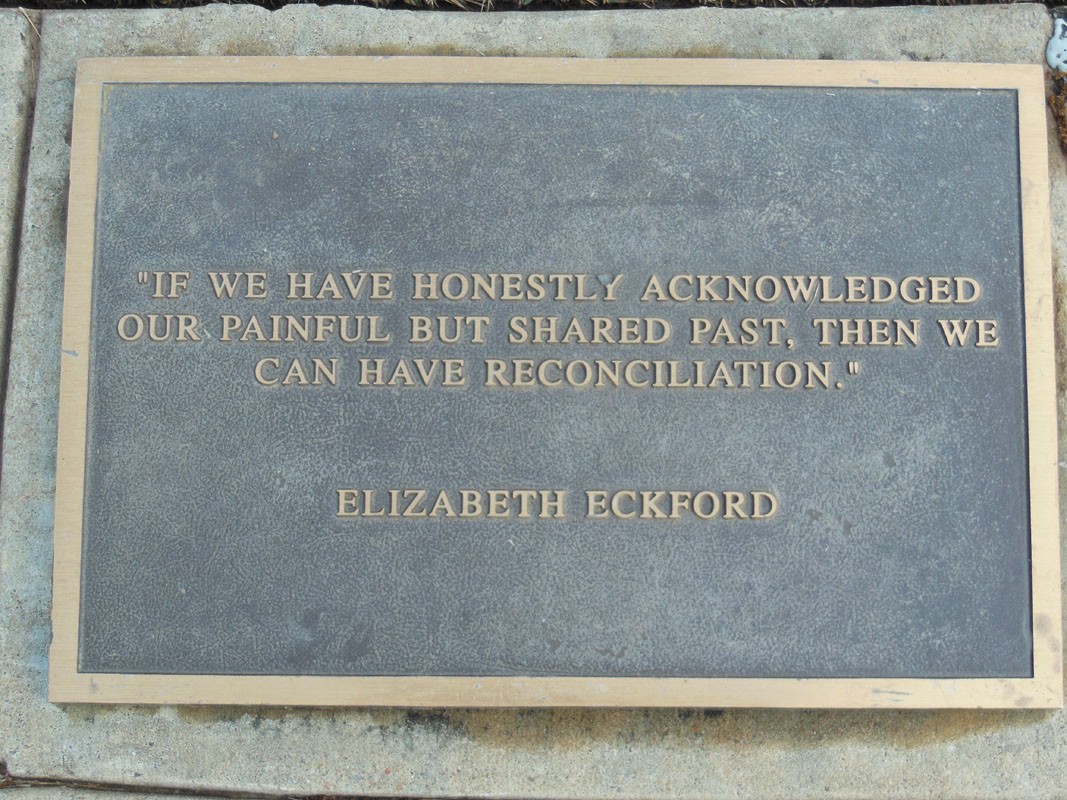 "IF WE HAVE HONESTLY ACKNOWLEDGED
OUR PAINFUL BUT SHARED PAST, THEN WE
CAN HAVE RECONCILIATION."
ELIZABETH ECKFORD